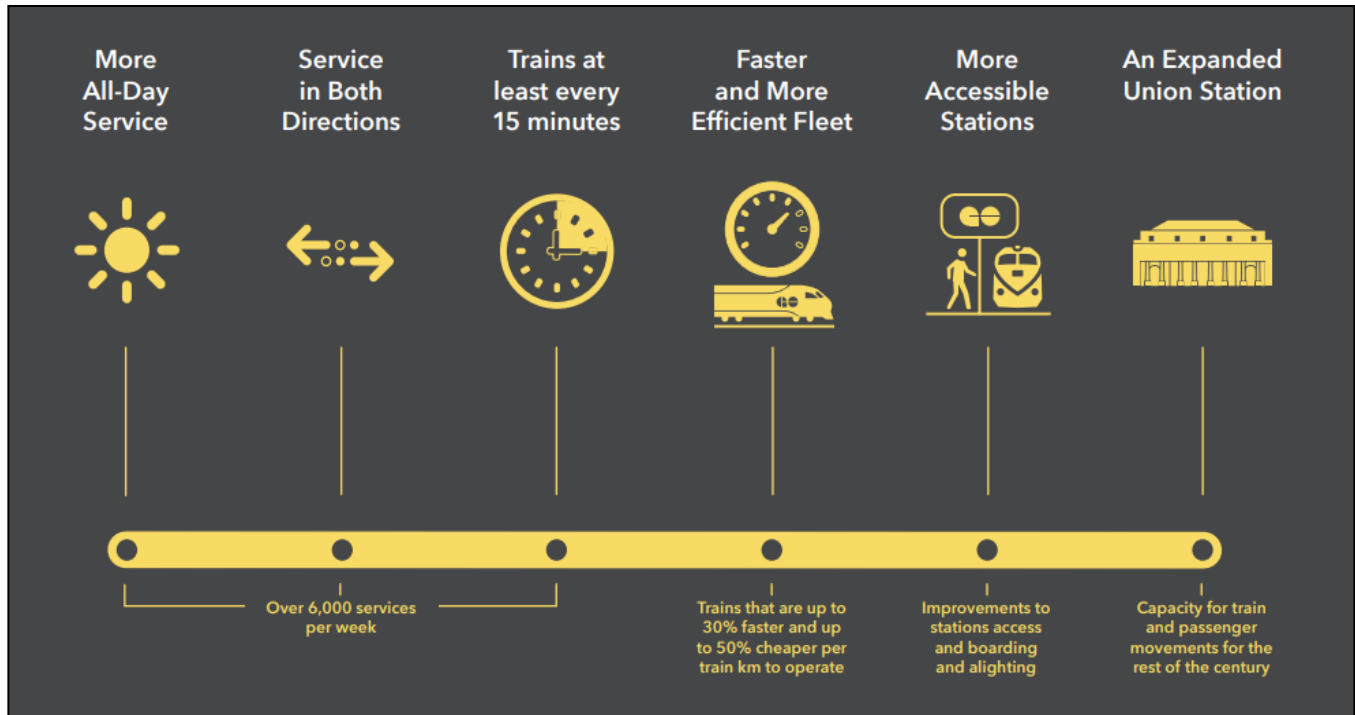 More
All-Day
Service
Service
in Both
Directions
Trains at
least every
15 minutes
Faster
and More
Efficient Fleet
More
Accessible
Stations
An Expanded
Union Station
GO
GO
Over 6,000 services
per week
Trains that are up to
30% faster and up
to 50% cheaper per
train km to operate
Improvements to
stations access
and boarding
and alighting
Capacity for train
and passenger
movements for the
rest of the century